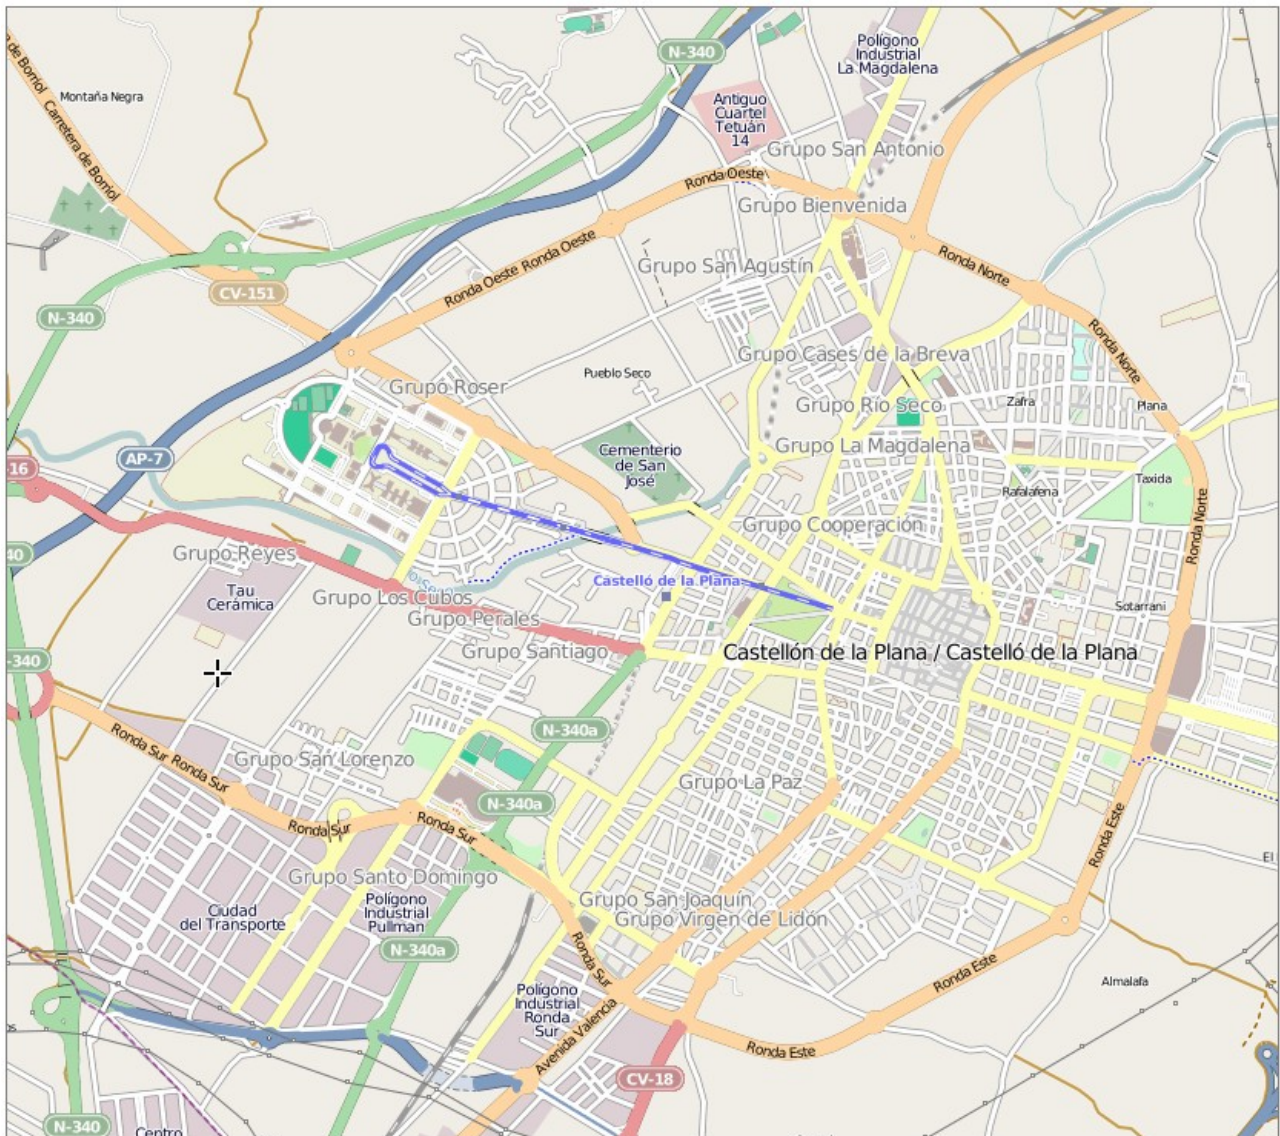 N-340
Polígono
Industrial
La Magdalena
de Borriol
Carretera de Borriol
Montaña Negra
Antiguo
Cuartel
Tetuán
14
Grupo San Antonio
Ronda Oeste
Grupo Bienvenida
Ronda Oeste
Ronda Oeste
Grupo San Agustín
Ronda Norte
CV-151
N-340
Ronda Norte
Grupo Cases de la Breva
Grupo Roser
Pueblo Seco
Grupo Río Seco
Zafra
Plana
Grupo La Magdalena
AP-7
-16
Cementerio
de San
José
Taxida
Rafalafena
Ronda Norte
Grupo Cooperación
40
Grupo Reyes
Tau
Cerámica
Castelló de la Plana
Grupo Los Cubos
Grupo Perales
Sotarrani
Grupo Santiago
Castellón de la Plana / Castelló de la Plana
-340
Ronda Sur
Ronda Sur
N-340a
Grupo San Lorenzo
Grupo La Paz
N-340a
Ronda Sur
Ronda Sur
Ronda Este
El
Grupo Santo Domingo
Ciudad
del Transporte
Polígono
Industrial
Pullman
Grupo San Joaquín
Grupo Virgen de Lidón
N-340a
Ronda Sur
Ronda Este
Almalafa
Polígono
Industrial
Ronda
Sur
Avenida Valencia
Ronda Este
CV-18
N-340
Centro